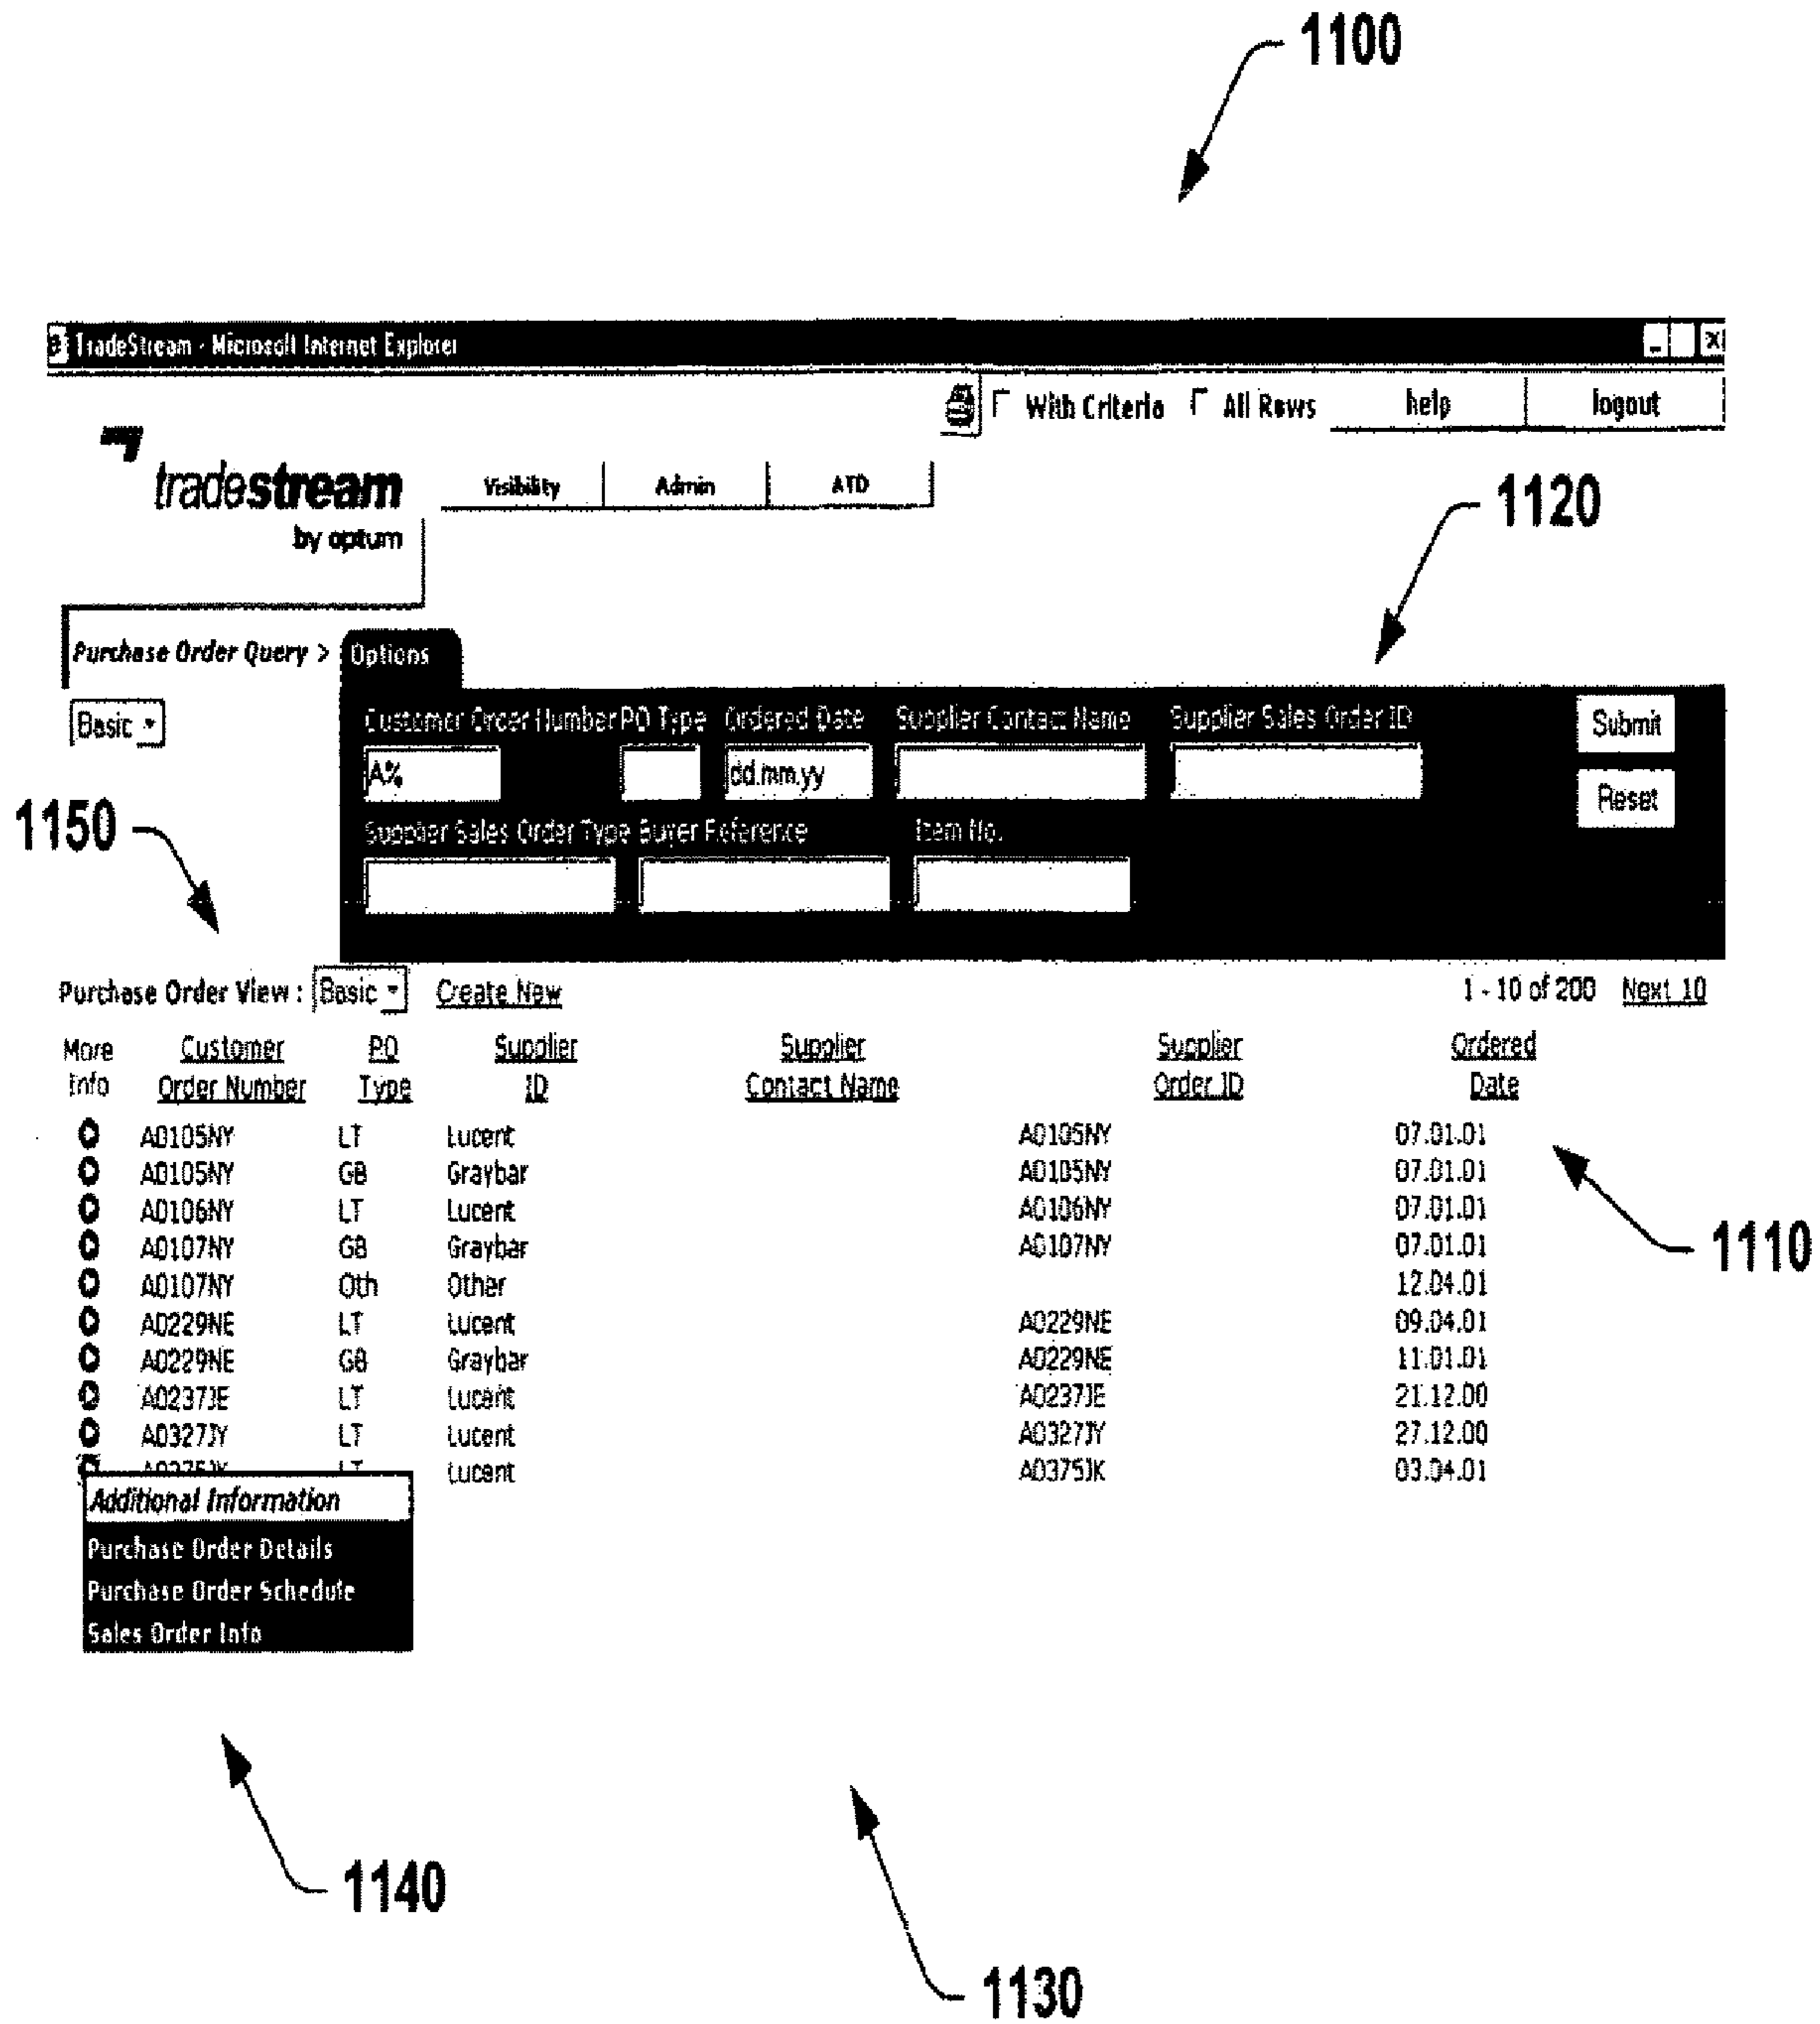 1100
TradeStream - Microsoft Internet Explorer
With Criteria All Rows help logout
tradestream
by optum
Visibility Admin ATD
1120
Purchase Order Query > Options
Basic
Customer Order Number PO Type Ordered Date Supplier Contact Name Supplier Sales Order ID Submit
A% dd.mm.yy
Reset
1150
Supplier Sales Order Type Buyer Reference Item No.
Purchase Order View : Basic Create New 1 - 10 of 200 Next 10
More Customer PO Supplier Supplier Supplier Ordered
Info Order Number Type ID Contact Name Order ID Date
A0105NY LT Lucent A0105NY 07.01.01
A0105NY GB Graybar A0105NY 07.01.01
A0106NY LT Lucent A0106NY 07.01.01
A0107NY GB Graybar A0107NY 07.01.01
1110
A0107NY Oth Other 12.04.01
A0229NE LT Lucent A0229NE 09.04.01
A0229NE GB Graybar A0229NE 11.01.01
A0237JE LT Lucent A0237JE 21.12.00
A0327JY LT Lucent A0327JY 27.12.00
A0375JK LT Lucent A0375JK 03.04.01
Additional Information
Purchase Order Details
Purchase Order Schedule
Sales Order Info
1140
1130